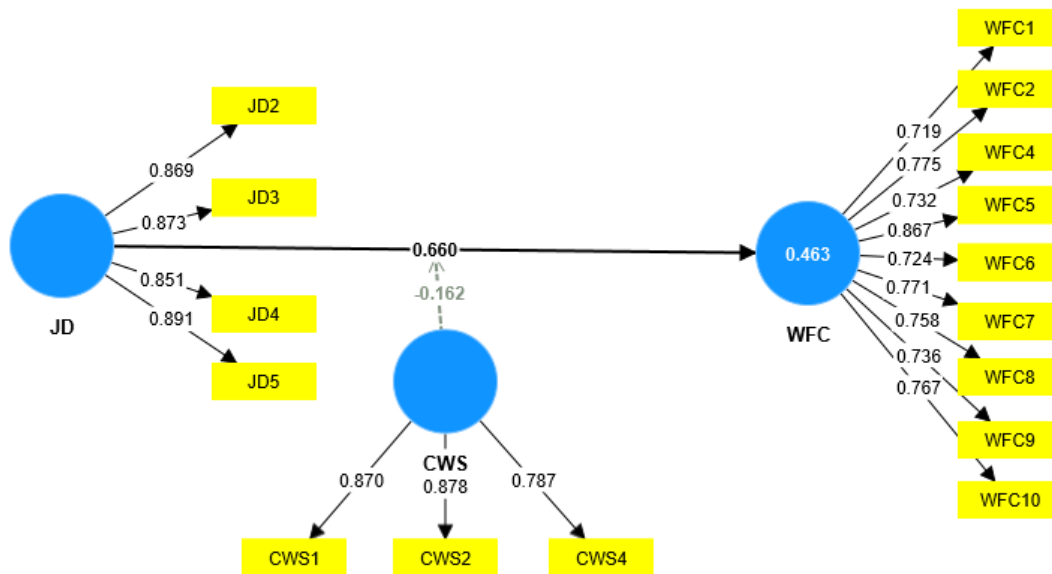 WFC1
WFC2
WFC4
WFC5
WFC6
WFC7
WFC8
WFC9
WFC10
0.719
0.775
0.732
0.867
0.724
0.771
0.758
0.736
0.767
0.463
WFC
JD2
JD3
JD4
JD5
0.869
0.873
0.851
0.891
JD
0.660
-0.162
CWS
0.870
0.878
0.787
CWS1
CWS2
CWS4